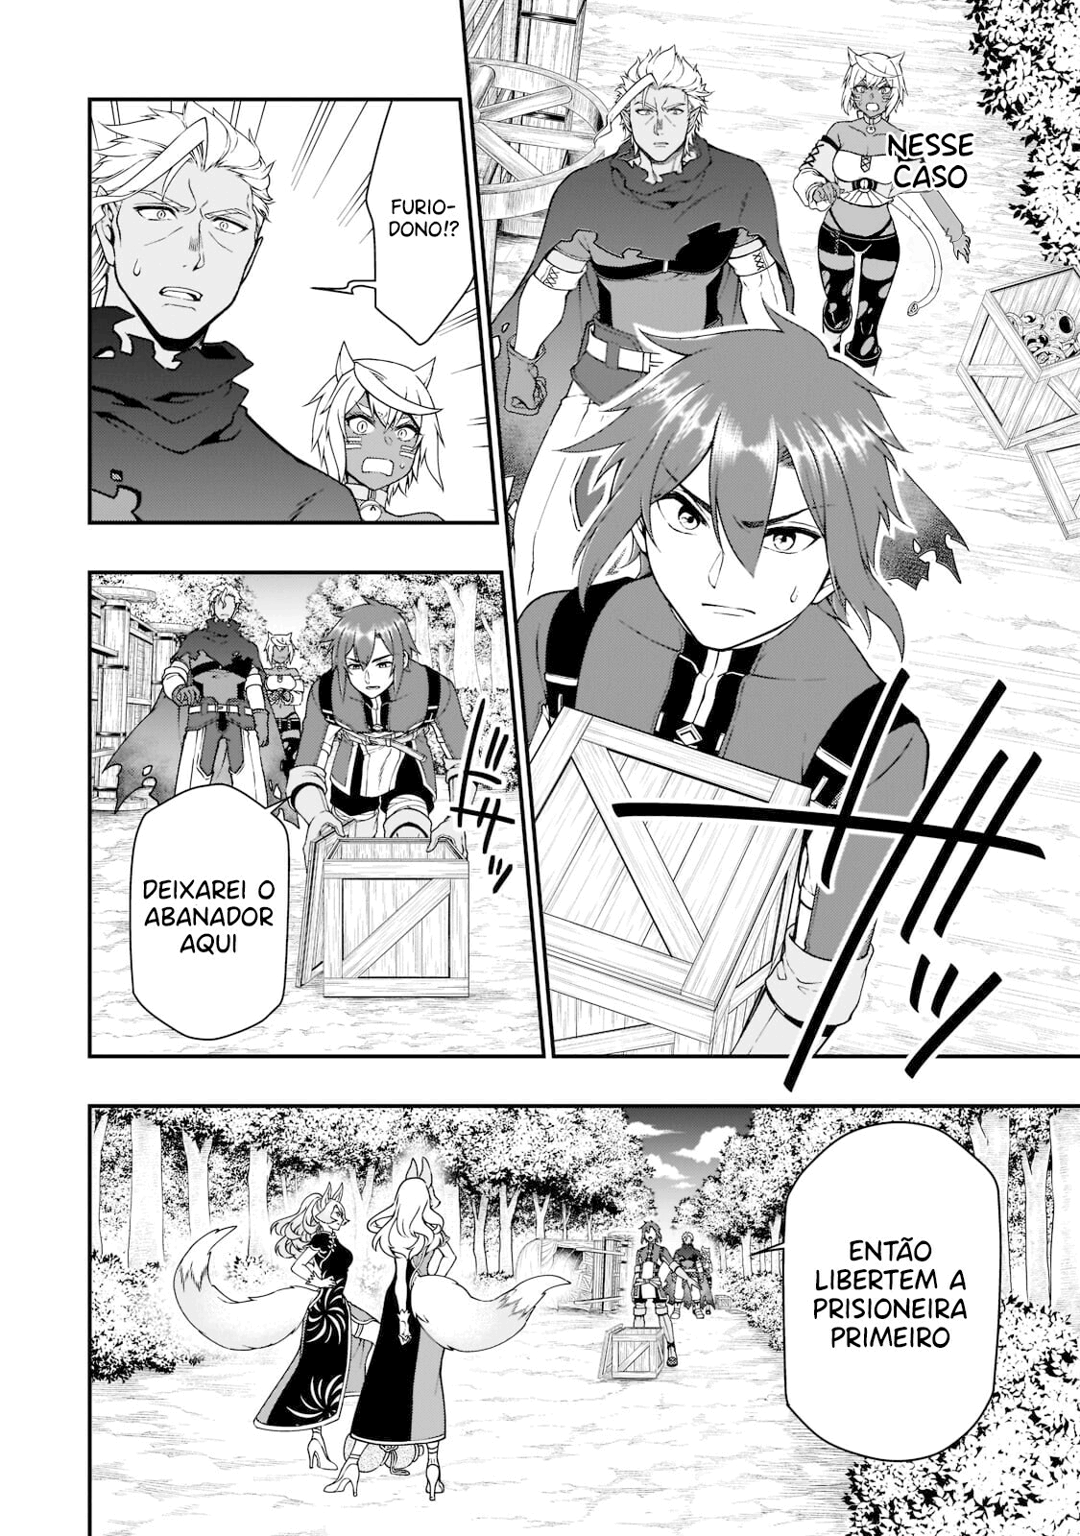 NESSE
CASO
FURIO-
DONO!?
DEIXAREI O
ABANADOR
AQUI
ENTÃO
LIBERTEM A
PRISIONEIRA
PRIMEIRO